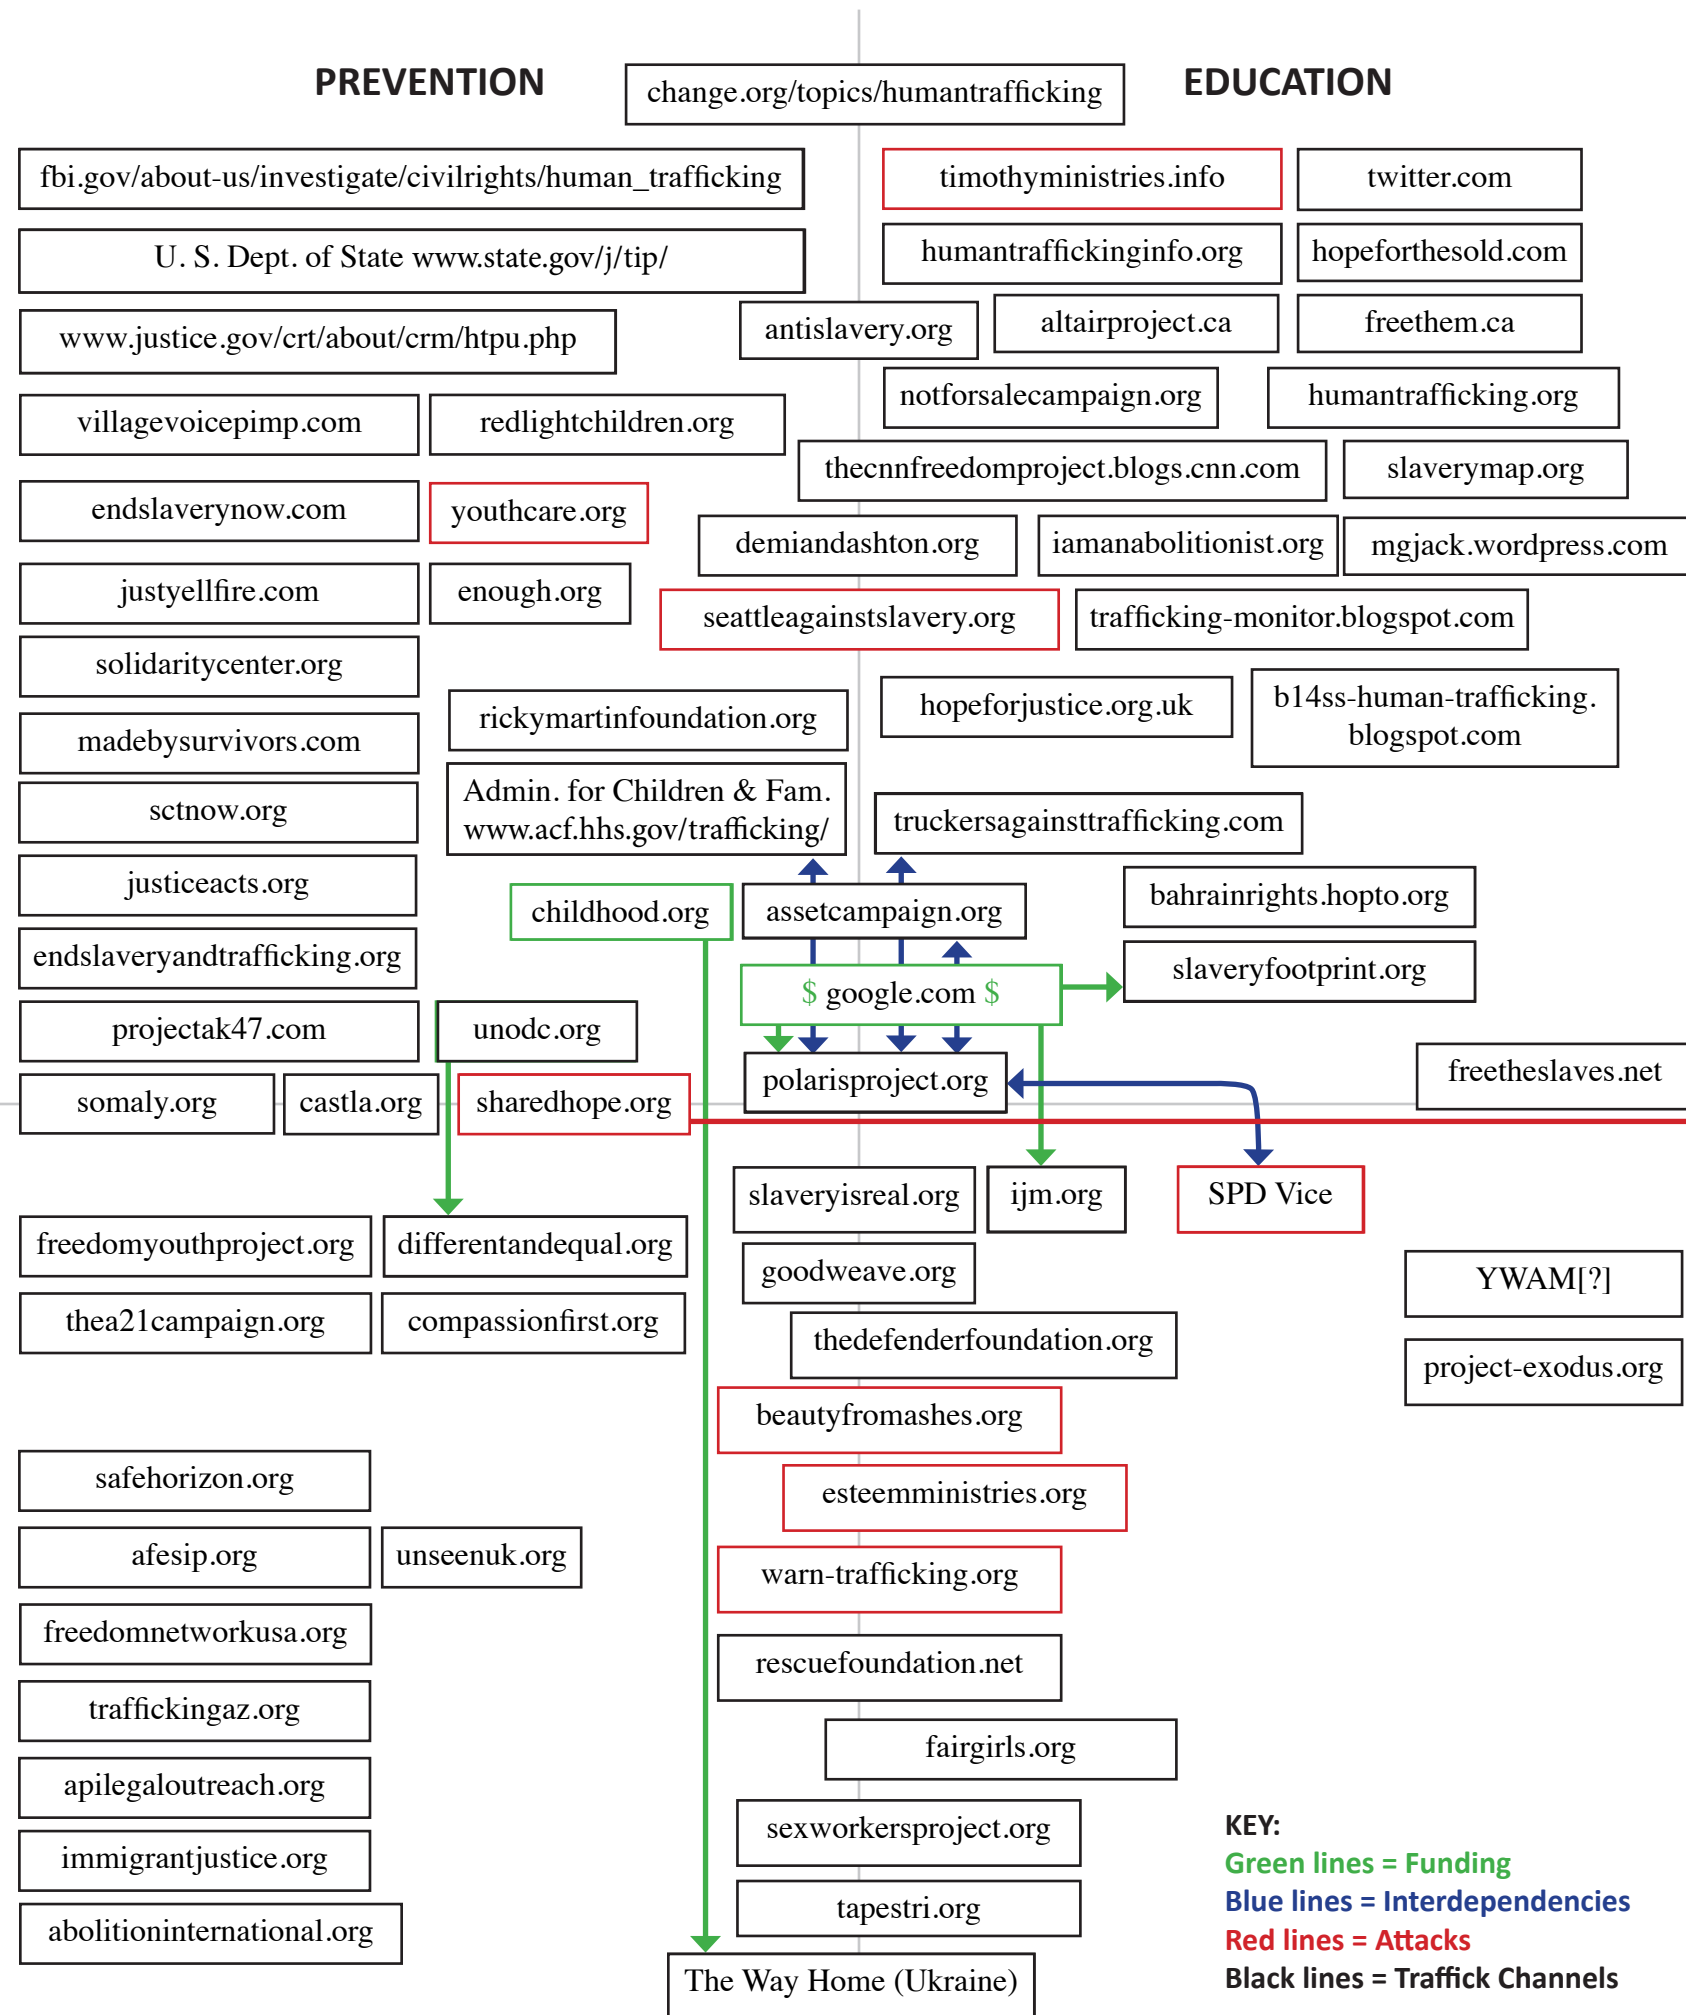 PREVENTION
change.org/topics/humantrafficking
EDUCATION
fbi.gov/about-us/investigate/civilrights/human_trafficking
timothyministries.info
twitter.com
U. S. Dept. of State www.state.gov/j/tip/
humantraffickinginfo.org
hopeforthesold.com
www.justice.gov/crt/about/crm/htpu.php
antislavery.org
altairproject.ca
freethem.ca
notforsalecampaign.org
humantrafficking.org
villagevoicepimp.com
redlightchildren.org
thecnnfreedomproject.blogs.cnn.com
slaverymap.org
endslaverynow.com
youthcare.org
demiandashton.org
iamanabolitionist.org
mgjack.wordpress.com
justyellfire.com
enough.org
seattleagainstslavery.org
trafficking-monitor.blogspot.com
solidaritycenter.org
rickymartinfoundation.org
hopeforjustice.org.uk
b14ss-human-trafficking.
blogspot.com
madebysurvivors.com
Admin. for Children & Fam.
www.acf.hhs.gov/trafficking/
sctnow.org
truckersagainsttrafficking.com
justiceacts.org
childhood.org
assetcampaign.org
bahrainrights.hopto.org
endslaveryandtrafficking.org
$ google.com $
slaveryfootprint.org
projectak47.com
unodc.org
polarisproject.org
freetheslaves.net
somaly.org
castla.org
sharedhope.org
slaveryisreal.org
ijm.org
SPD Vice
freedomyouthproject.org
differentandequal.org
goodweave.org
YWAM[?]
thea21campaign.org
compassionfirst.org
thedefenderfoundation.org
project-exodus.org
beautyfromashes.org
safehorizon.org
esteemministries.org
afesip.org
unseenuk.org
warn-trafficking.org
freedomnetworkusa.org
rescuefoundation.net
traffickingaz.org
fairgirls.org
apilegaloutreach.org
sexworkersproject.org
immigrantjustice.org
tapestri.org
abolitioninternational.org
The Way Home (Ukraine)
KEY:
Green lines = Funding
Blue lines = Interdependencies
Red lines = Attacks
Black lines = Traffick Channels